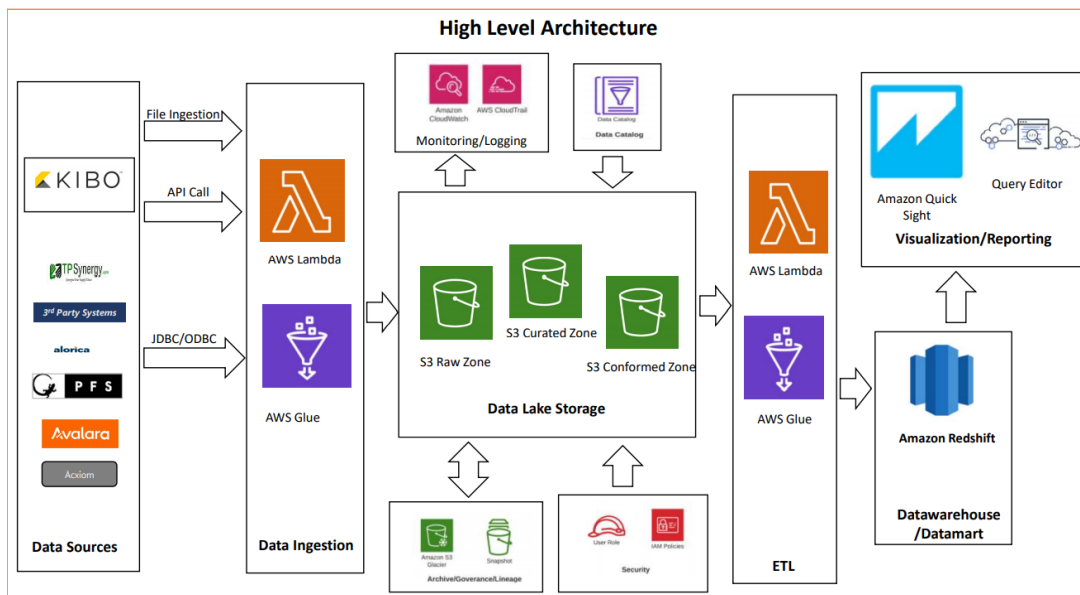 High Level Architecture
File Ingestion
API Call
JDBC/ODBC
KIBO
TPSynergy.com
3rd Party Systems
alorica
PFS
Avalara
Acxiom
Data Sources
AWS Lambda
AWS Glue
Data Ingestion
Amazon
CloudWatch
AWS CloudTrail
Monitoring/Logging
Data Catalog
Data Catalog
S3 Raw Zone
S3 Curated Zone
S3 Conformed Zone
Data Lake Storage
Amazon S3
Glacier
Snapshot
Archive/Goverance/Lineage
User Role
IAM Policies
Security
AWS Lambda
AWS Glue
ETL
Amazon Quick
Sight
Query Editor
Visualization/Reporting
Amazon Redshift
Datawarehouse
/Datamart